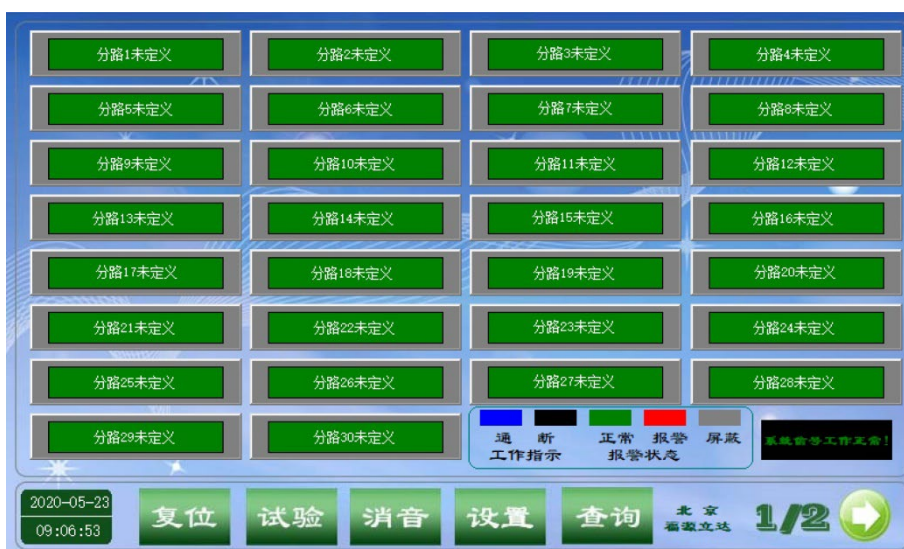 分路1未定义 分路2未定义 分路3未定义 分路4未定义
分路5未定义 分路6未定义 分路7未定义 分路8未定义
分路9未定义 分路10未定义 分路11未定义 分路12未定义
分路13未定义 分路14未定义 分路15未定义 分路16未定义
分路17未定义 分路18未定义 分路19未定义 分路20未定义
分路21未定义 分路22未定义 分路23未定义 分路24未定义
分路25未定义 分路26未定义 分路27未定义 分路28未定义
分路29未定义 分路30未定义
通 断 正常 报警 屏蔽
工作指示 报警状态
系统信号工作正常!
2020-05-23
09:06:53
复位 试验 消音 设置 查询
北京
福源立达
1/2